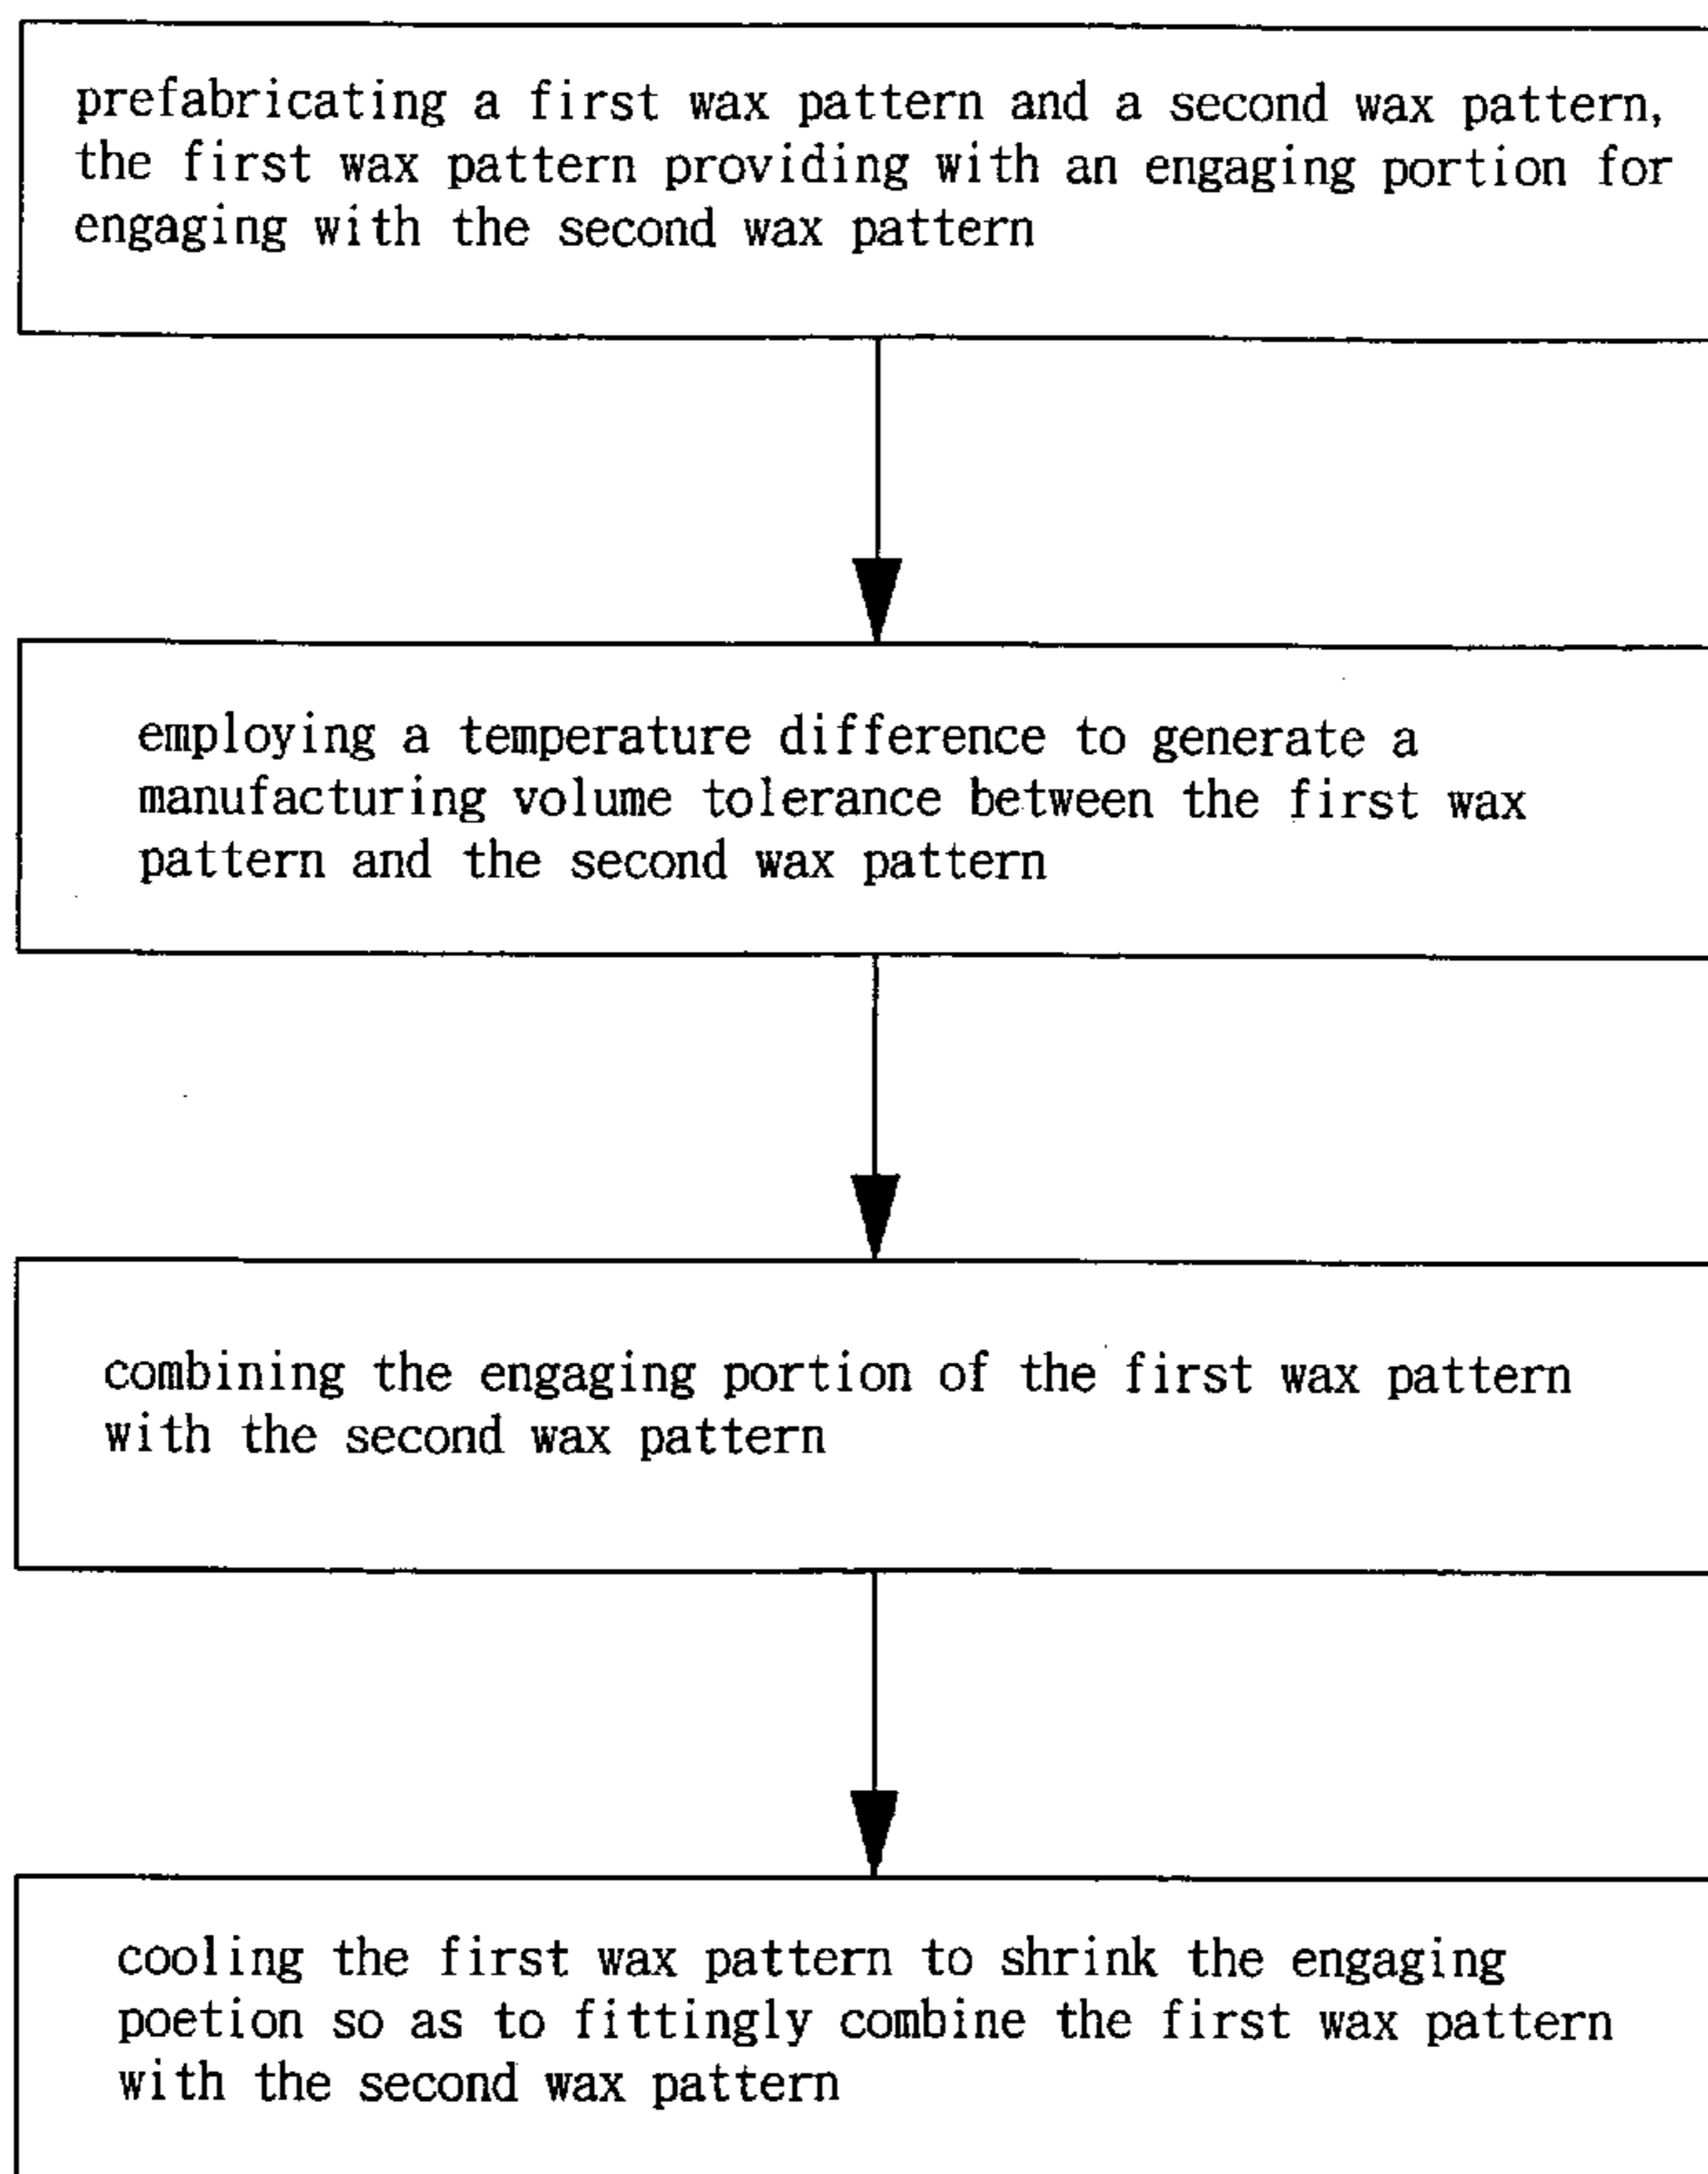 prefabricating a first wax pattern and a second wax pattern,
the first wax pattern providing with an engaging portion for
engaging with the second wax pattern
employing a temperature difference to generate a
manufacturing volume tolerance between the first wax
pattern and the second wax pattern
combining the engaging portion of the first wax pattern
with the second wax pattern
cooling the first wax pattern to shrink the engaging
poetion so as to fittingly combine the first wax pattern
with the second wax pattern